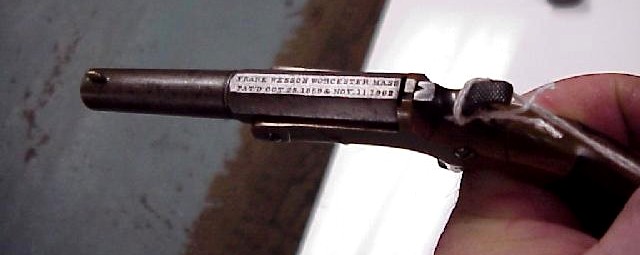 FRANK WESSON WORCESTER MASS
PAT'D OCT. 25. 1859 & NOV. 11. 1862